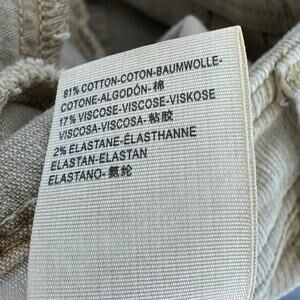 81% COTTON-COTON-BAUMWOLLE-
COTONE-ALGODÓN-棉
17% VISCOSE-VISCOSE-VISKOSE
VISCOSA-VISCOSA-粘胶
2% ELASTANE-ÉLASTHANNE
ELASTAN-ELASTAN
ELASTANO-氨纶